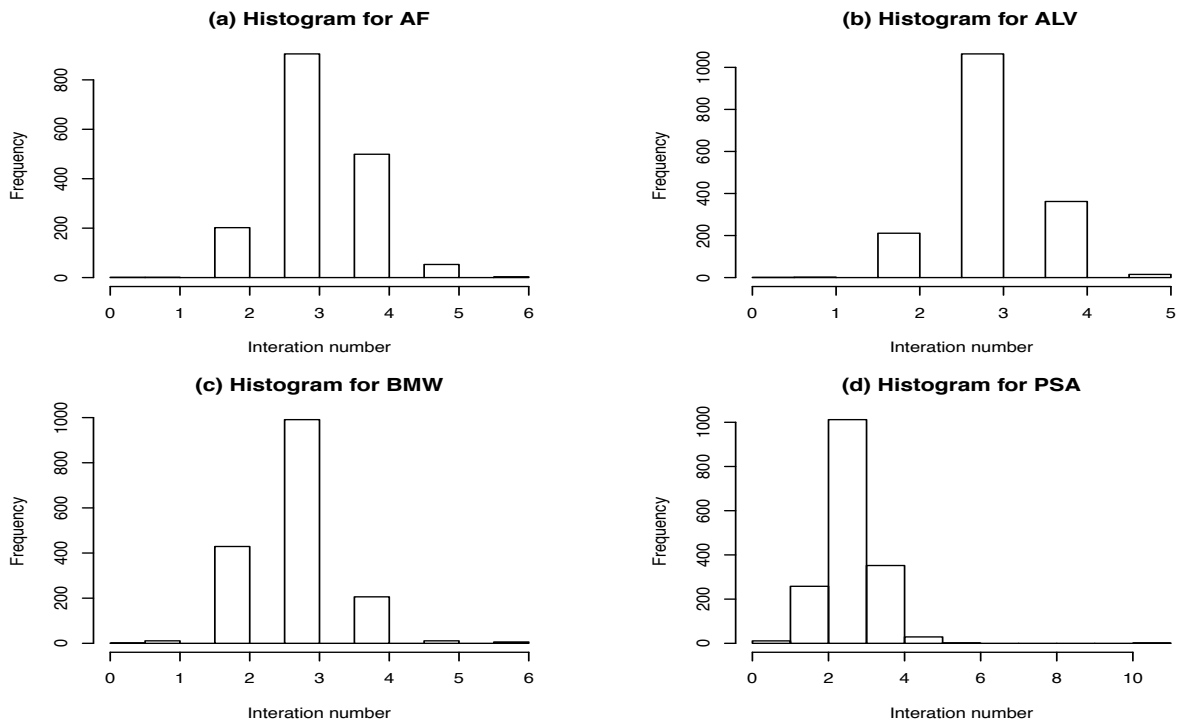 (a) Histogram for AF
Frequency
0 200 400 600 800
0 1 2 3 4 5 6
Interation number
(b) Histogram for ALV
Frequency
0 200 400 600 800 1000
0 1 2 3 4 5
Interation number
(c) Histogram for BMW
Frequency
0 200 400 600 800 1000
0 1 2 3 4 5 6
Interation number
(d) Histogram for PSA
Frequency
0 200 400 600 800 1000
0 2 4 6 8 10
Interation number